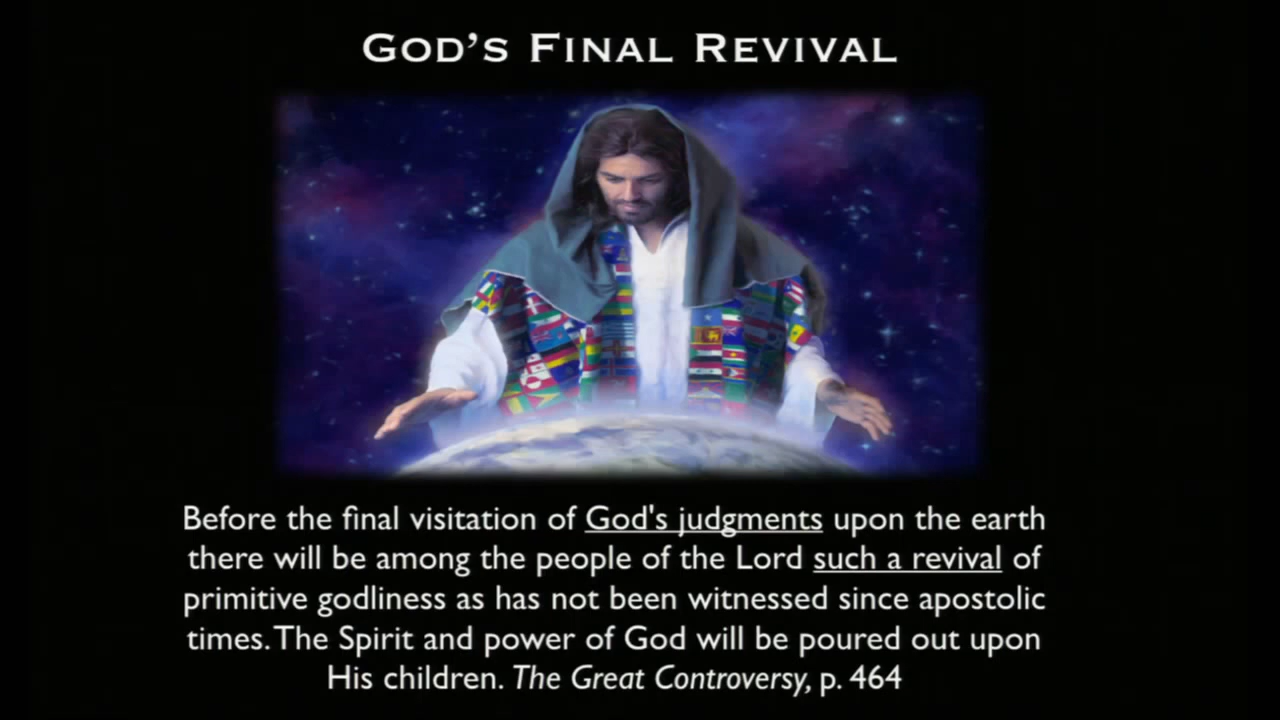 GOD'S FINAL REVIVAL
Before the final visitation of God's judgments upon the earth
there will be among the people of the Lord such a revival of
primitive godliness as has not been witnessed since apostolic
times. The Spirit and power of God will be poured out upon
His children. The Great Controversy, p. 464